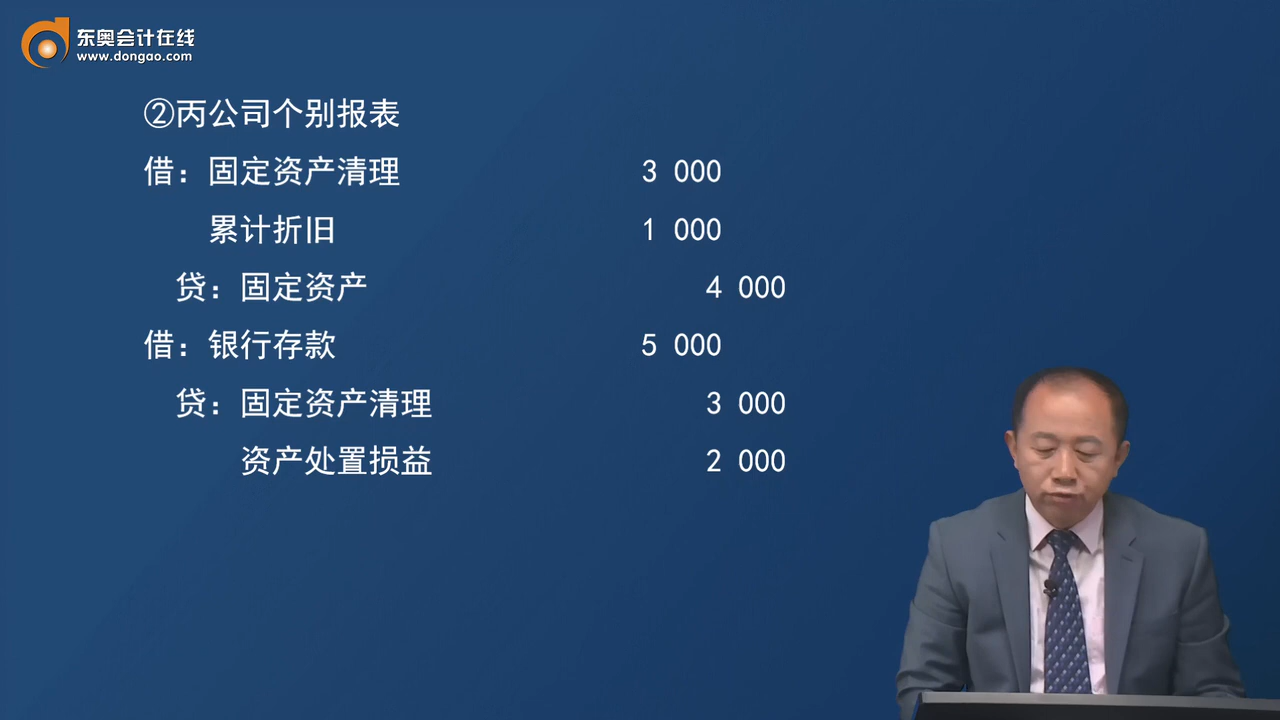 东奥会计在线
www.dongao.com
②丙公司个别报表
借：固定资产清理 3 000
累计折旧 1 000
贷：固定资产 4 000
借：银行存款 5 000
贷：固定资产清理 3 000
资产处置损益 2 000